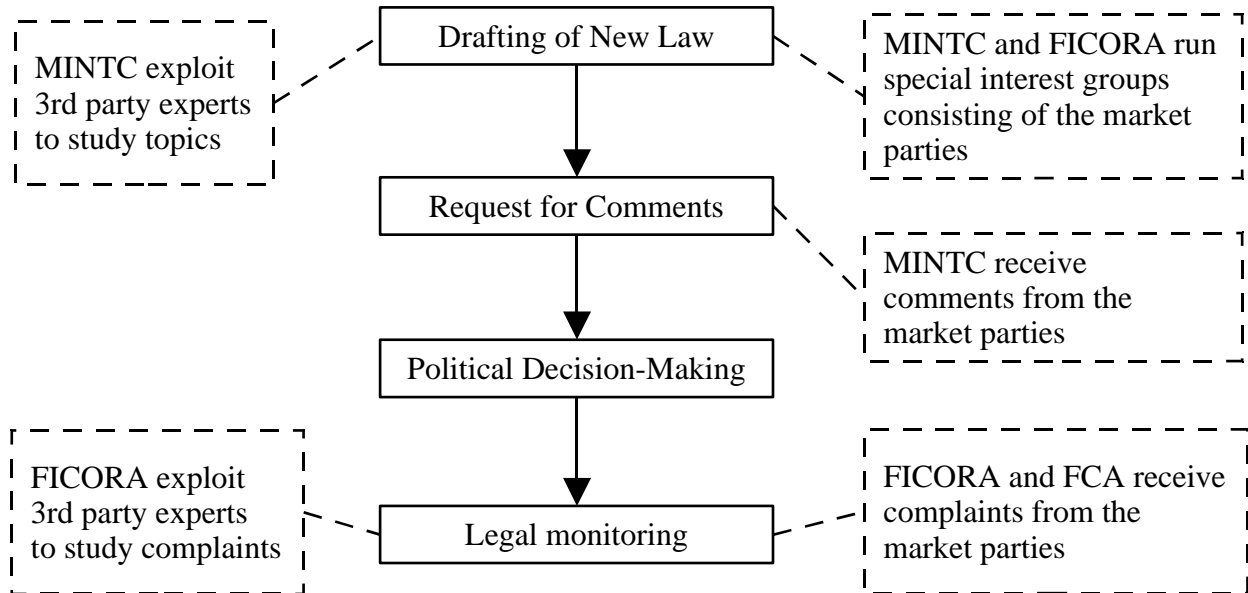 Drafting of New Law
MINTC exploit
3rd party experts
to study topics
MINTC and FICORA run
special interest groups
consisting of the market
parties
Request for Comments
MINTC receive
comments from the
market parties
Political Decision-Making
FICORA exploit
3rd party experts
to study complaints
Legal monitoring
FICORA and FCA receive
complaints from the
market parties